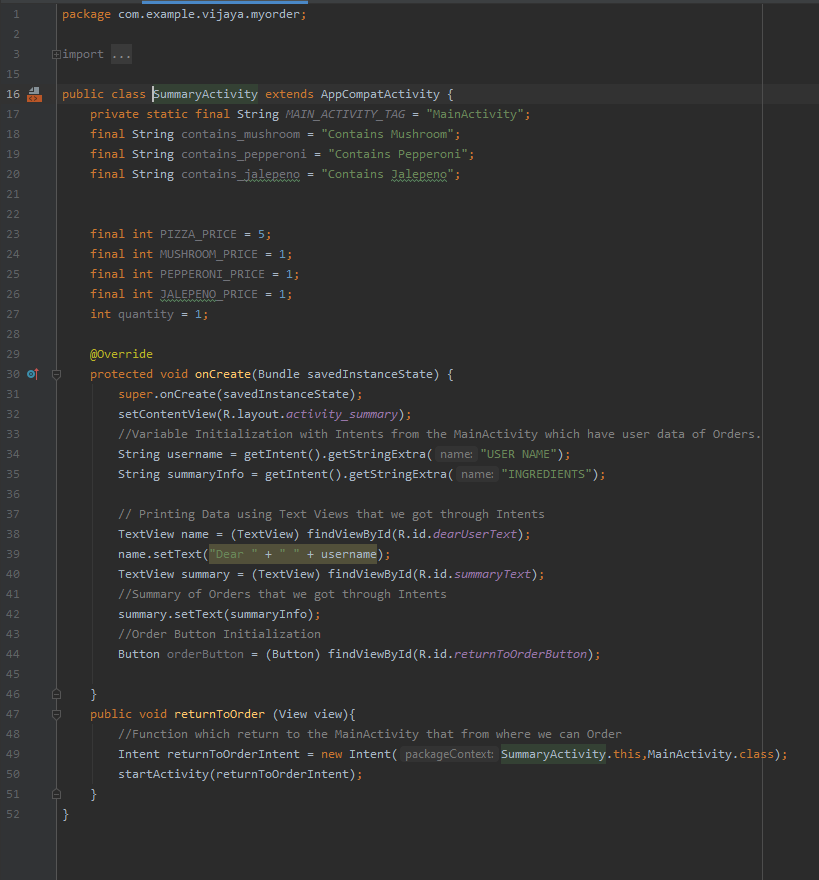 1 package com.example.vijaya.myorder;
2
3 import ...
15
16 public class SummaryActivity extends AppCompatActivity {
17 private static final String MAIN_ACTIVITY_TAG = "MainActivity";
18 final String contains_mushroom = "Contains Mushroom";
19 final String contains_pepperoni = "Contains Pepperoni";
20 final String contains_jalepeno = "Contains Jalepeno";
21
22
23 final int PIZZA_PRICE = 5;
24 final int MUSHROOM_PRICE = 1;
25 final int PEPPERONI_PRICE = 1;
26 final int JALEPENO_PRICE = 1;
27 int quantity = 1;
28
29 @Override
30 protected void onCreate(Bundle savedInstanceState) {
31 super.onCreate(savedInstanceState);
32 setContentView(R.layout.activity_summary);
33 //Variable Initialization with Intents from the MainActivity which have user data of Orders.
34 String username = getIntent().getStringExtra( name: "USER NAME");
35 String summaryInfo = getIntent().getStringExtra( name: "INGREDIENTS");
36
37 // Printing Data using Text Views that we got through Intents
38 TextView name = (TextView) findViewById(R.id.dearUserText);
39 name.setText("Dear " + " " + username);
40 TextView summary = (TextView) findViewById(R.id.summaryText);
41 //Summary of Orders that we got through Intents
42 summary.setText(summaryInfo);
43 //Order Button Initialization
44 Button orderButton = (Button) findViewById(R.id.returnToOrderButton);
45
46 }
47 public void returnToOrder (View view){
48 //Function which return to the MainActivity that from where we can Order
49 Intent returnToOrderIntent = new Intent( packageContext: SummaryActivity.this,MainActivity.class);
50 startActivity(returnToOrderIntent);
51 }
52 }